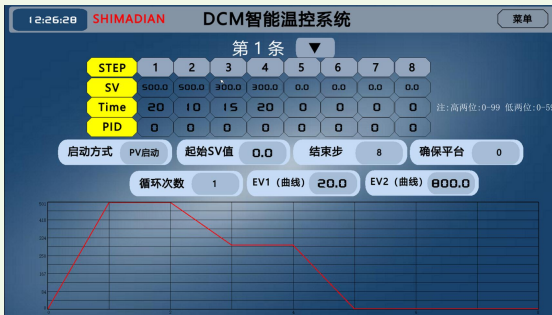 12:26:28 SHIMADIAN DCM智能温控系统 菜单
第 1 条 ▼
STEP 1 2 3 4 5 6 7 8
SV 500.0 500.0 300.0 300.0 0.0 0.0 0.0 0.0
Time 20 10 15 20 0 0 0 0 注:高两位:0-99 低两位:0-59
PID 0 0 0 0 0 0 0 0
启动方式 PV启动 起始SV值 0.0 结束步 8 确保平台 0
循环次数 1 EV1（曲线） 20.0 EV2（曲线） 800.0